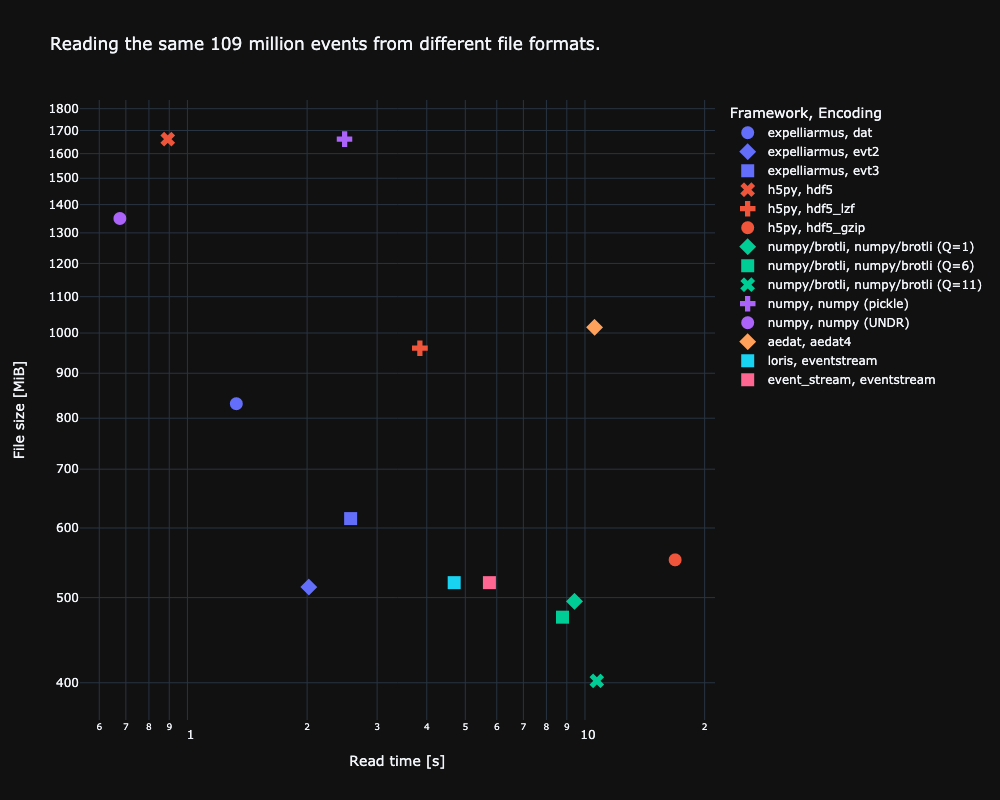 Reading the same 109 million events from different file formats.
Framework, Encoding
expelliarmus, dat
expelliarmus, evt2
expelliarmus, evt3
h5py, hdf5
h5py, hdf5_lzf
h5py, hdf5_gzip
numpy/brotli, numpy/brotli (Q=1)
numpy/brotli, numpy/brotli (Q=6)
numpy/brotli, numpy/brotli (Q=11)
numpy, numpy (pickle)
numpy, numpy (UNDR)
aedat, aedat4
loris, eventstream
event_stream, eventstream
File size [MiB]
1800
1700
1600
1500
1400
1300
1200
1100
1000
900
800
700
600
500
400
6 7 8 9 1 2 3 4 5 6 7 8 9 10 2
Read time [s]